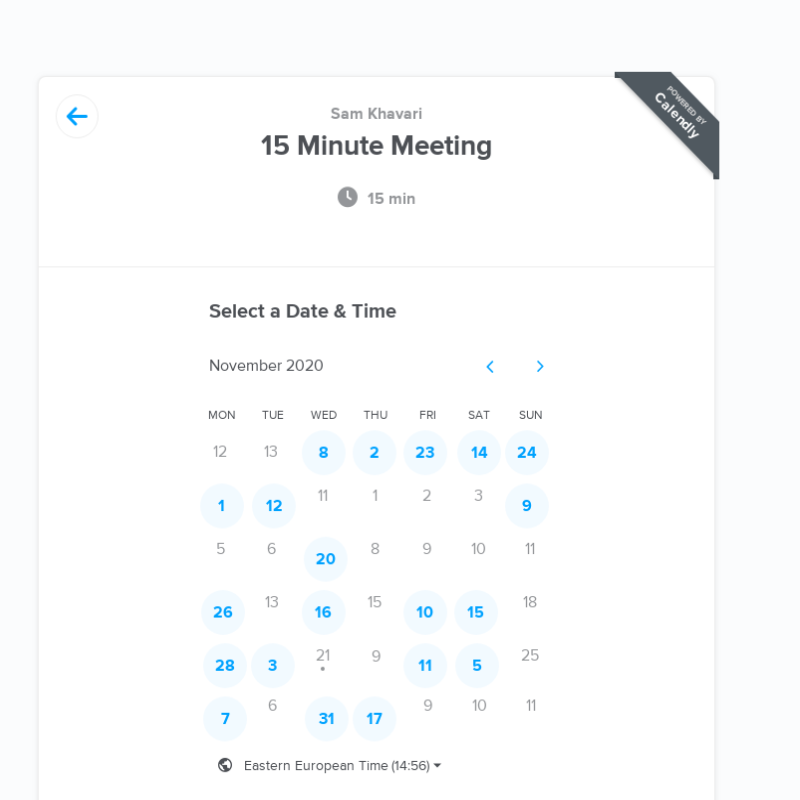 POWERED BY
Calendly
Sam Khavari
15 Minute Meeting
15 min
Select a Date & Time
November 2020
MON TUE WED THU FRI SAT SUN
12 13 8 2 23 14 24
1 12 11 1 2 3 9
5 6 20 8 9 10 11
26 13 16 15 10 15 18
28 3 21 9 11 5 25
7 6 31 17 9 10 11
Eastern European Time (14:56)